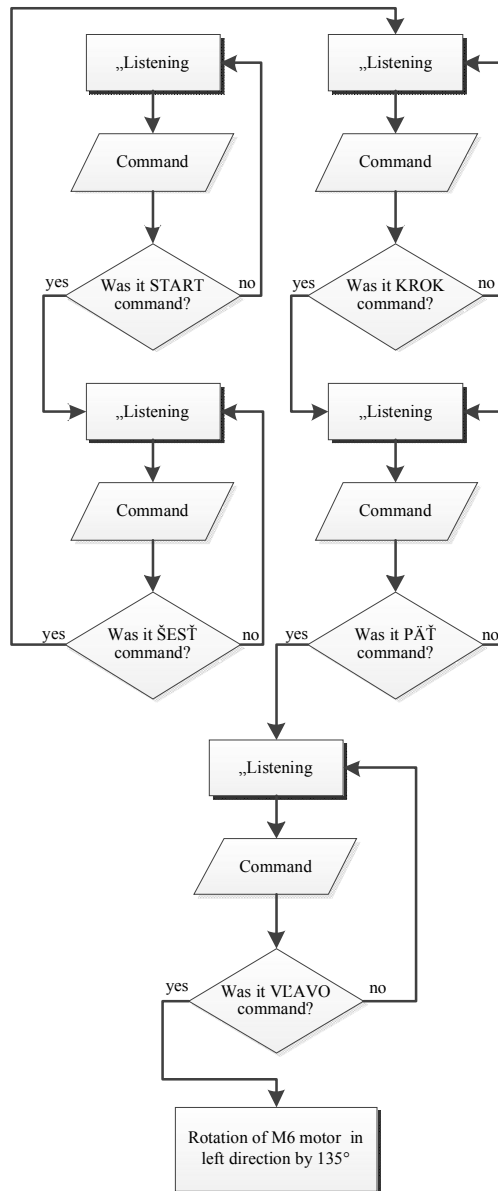 „Listening
Command
Was it START
command?
yes
no
„Listening
Command
Was it ŠESŤ
command?
yes
no
„Listening
Command
Was it KROK
command?
yes
no
„Listening
Command
Was it PÄŤ
command?
yes
no
„Listening
Command
Was it VĽAVO
command?
yes
no
Rotation of M6 motor in
left direction by 135°